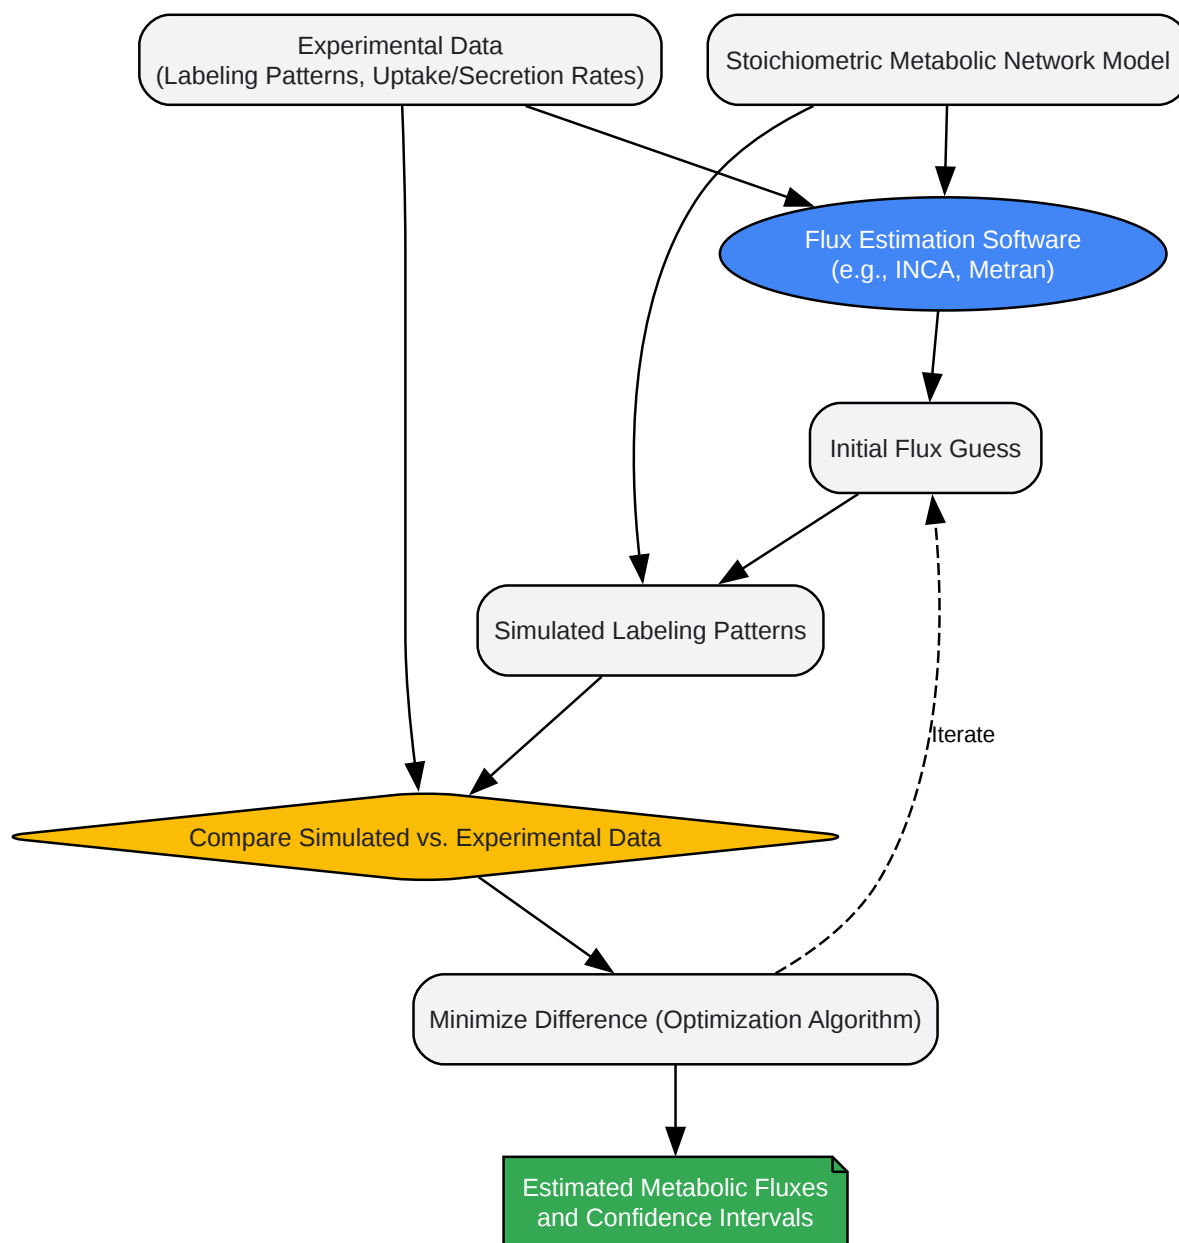 Experimental Data
(Labeling Patterns, Uptake/Secretion Rates)
Stoichiometric Metabolic Network Model
Flux Estimation Software
(e.g., INCA, Metran)
Initial Flux Guess
Simulated Labeling Patterns
Iterate
Compare Simulated vs. Experimental Data
Minimize Difference (Optimization Algorithm)
Estimated Metabolic Fluxes
and Confidence Intervals